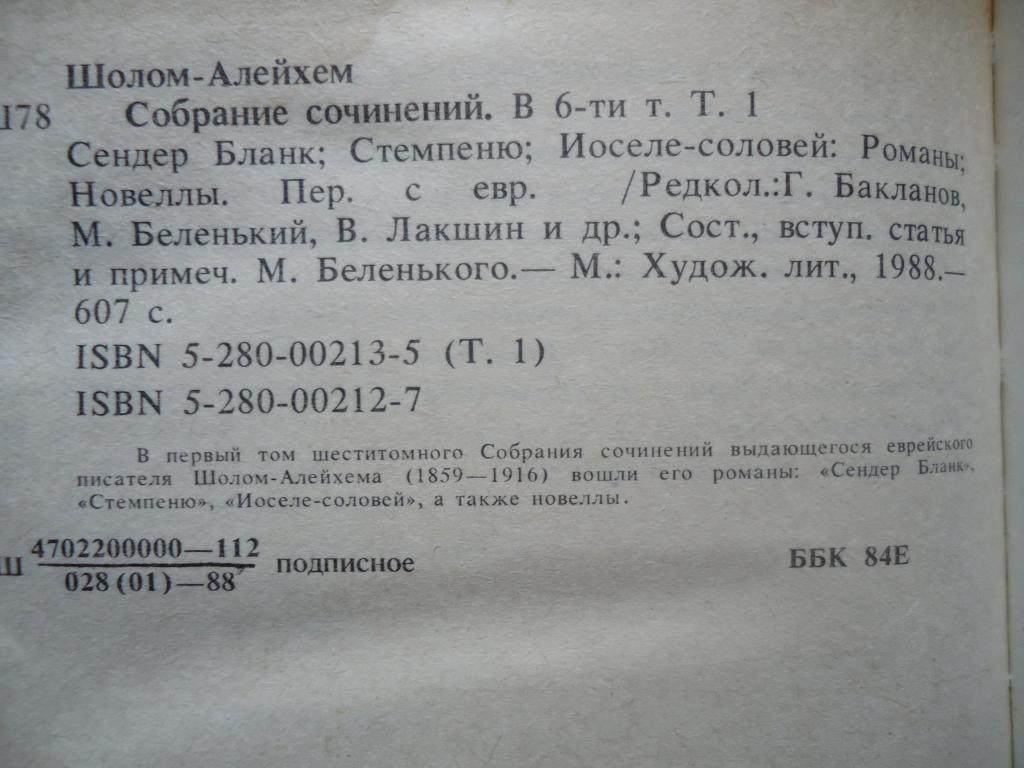 Шолом-Алейхем
Ш78 Собрание сочинений. В 6-ти т. Т. 1
Сендер Бланк; Стемпеню; Иоселе-соловей: Романы;
Новеллы. Пер. с евр. /Редкол.:Г. Бакланов,
М. Беленький, В. Лакшин и др.; Сост., вступ. статья
и примеч. М. Беленького.— М.: Худож. лит., 1988.—
607 с.
ISBN 5-280-00213-5 (Т. 1)
ISBN 5-280-00212-7
В первый том шеститомного Собрания сочинений выдающегося еврейского
писателя Шолом-Алейхема (1859—1916) вошли его романы: «Сендер Бланк»,
«Стемпеню», «Иоселе-соловей», а также новеллы.
Ш 4702200000—112
028(01)—88 подписное ББК 84Е